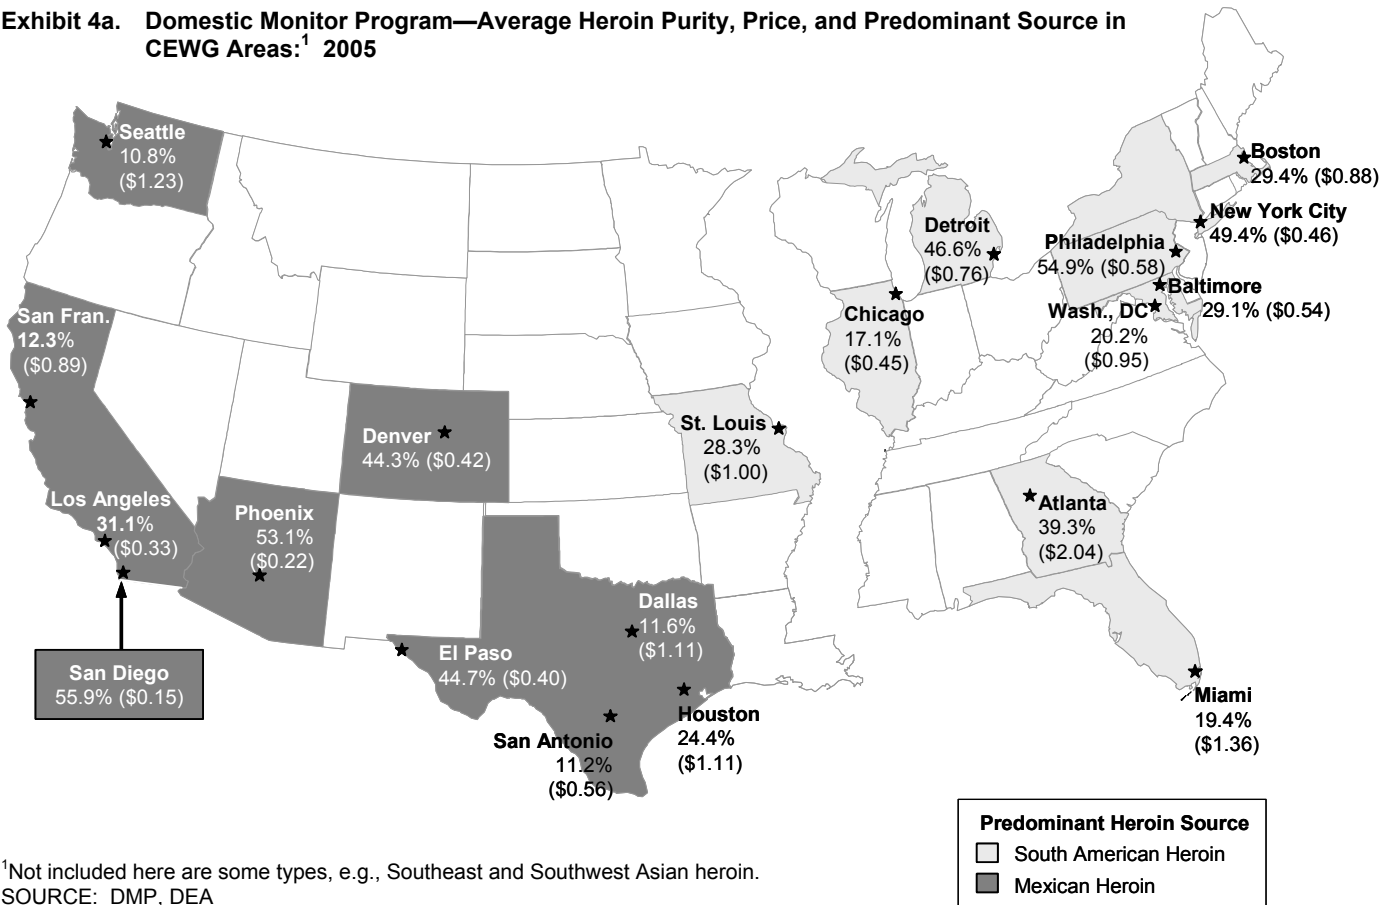 Exhibit 4a. Domestic Monitor Program—Average Heroin Purity, Price, and Predominant Source in
CEWG Areas:1 2005
Seattle
10.8%
($1.23)
Boston
29.4% ($0.88)
New York City
49.4% ($0.46)
Detroit
46.6%
($0.76)
Philadelphia
54.9% ($0.58)
Baltimore
29.1% ($0.54)
Wash., DC
20.2%
($0.95)
Chicago
17.1%
($0.45)
San Fran.
12.3%
($0.89)
Denver
44.3% ($0.42)
St. Louis
28.3%
($1.00)
Los Angeles
31.1%
($0.33)
Phoenix
53.1%
($0.22)
Atlanta
39.3%
($2.04)
Dallas
11.6%
($1.11)
El Paso
44.7% ($0.40)
San Diego
55.9% ($0.15)
Houston
24.4%
($1.11)
San Antonio
11.2%
($0.56)
Miami
19.4%
($1.36)
Predominant Heroin Source
South American Heroin
Mexican Heroin
1Not included here are some types, e.g., Southeast and Southwest Asian heroin.
SOURCE: DMP, DEA